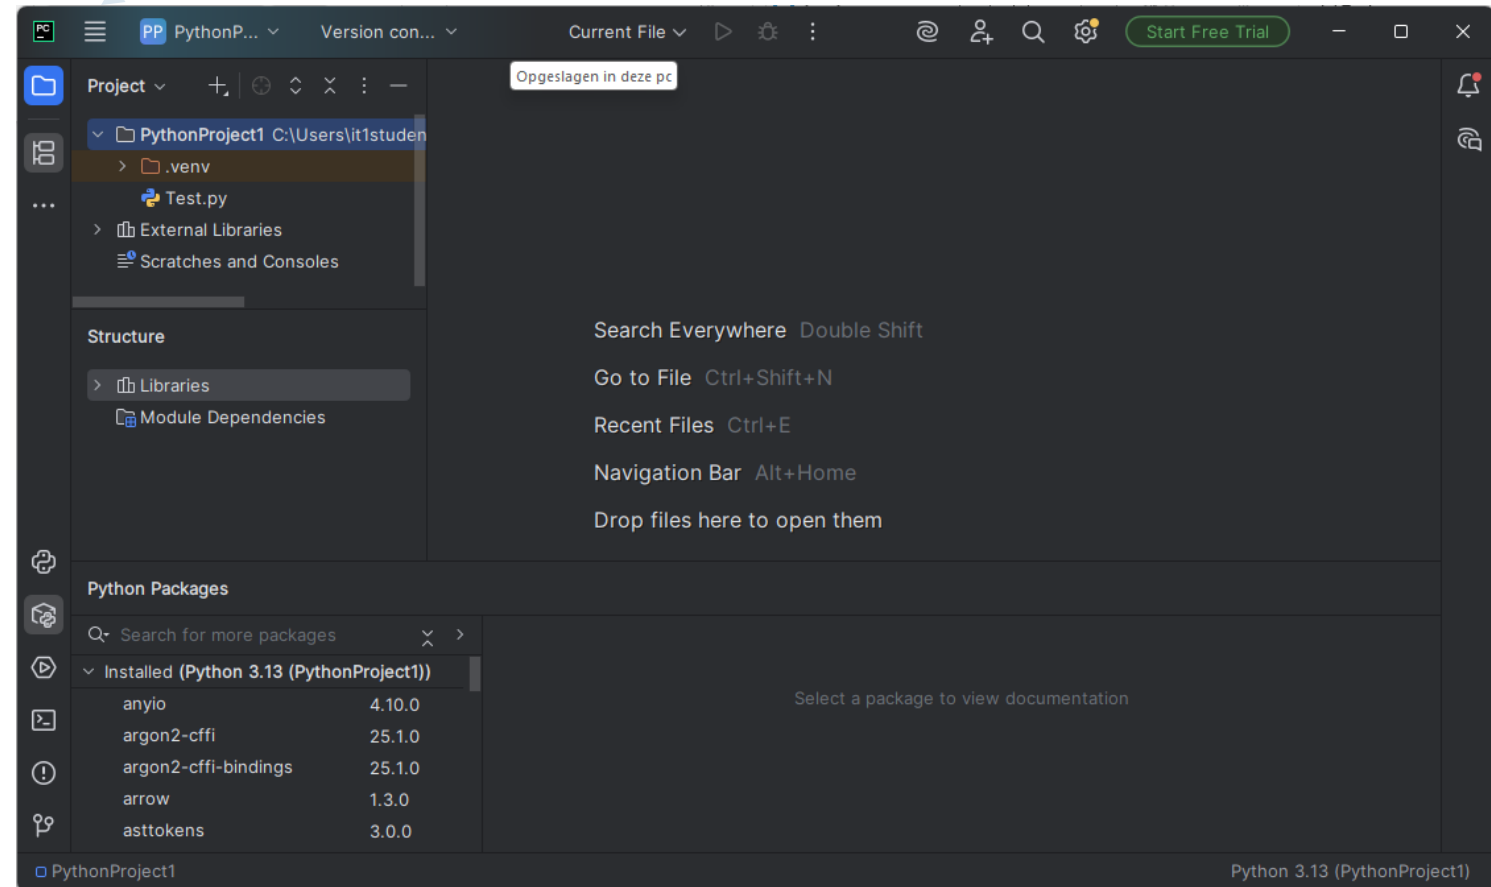 PC
PP PythonP... Version con... Current File Start Free Trial
Opgeslagen in deze pc
Project
PythonProject1 C:\Users\it1studen
.venv
Test.py
External Libraries
Scratches and Consoles
Structure
Libraries
Module Dependencies
Search Everywhere Double Shift
Go to File Ctrl+Shift+N
Recent Files Ctrl+E
Navigation Bar Alt+Home
Drop files here to open them
Python Packages
Search for more packages
Installed (Python 3.13 (PythonProject1))
anyio 4.10.0
argon2-cffi 25.1.0
argon2-cffi-bindings 25.1.0
arrow 1.3.0
asttokens 3.0.0
Select a package to view documentation
PythonProject1 Python 3.13 (PythonProject1)